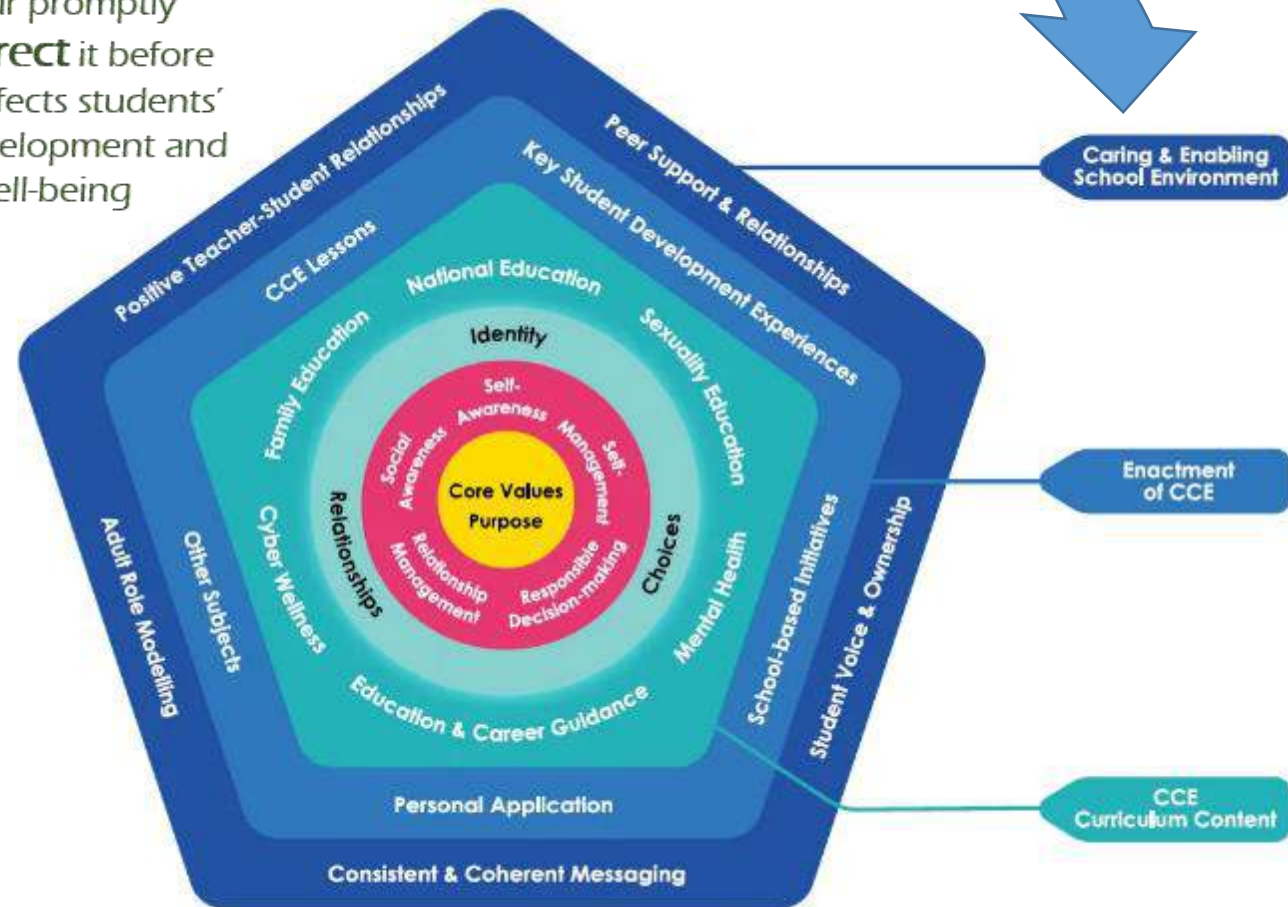 ur promptly
rect it before
fects students'
elopment and
ell-being
Positive Teacher-Student Relationships
Peer Support & Relationships
Adult Role Modelling
Student Voice & Ownership
Consistent & Coherent Messaging
CCE Lessons
Key Student Development Experiences
Other Subjects
School-based Initiatives
Personal Application
National Education
Family Education
Sexuality Education
Cyber Wellness
Mental Health
Education & Career Guidance
Identity
Relationships
Choices
Self-
Awareness
Social
Awareness
Self-
Management
Relationship
Management
Responsible
Decision-making
Core Values
Purpose
Caring & Enabling
School Environment
Enactment
of CCE
CCE
Curriculum Content